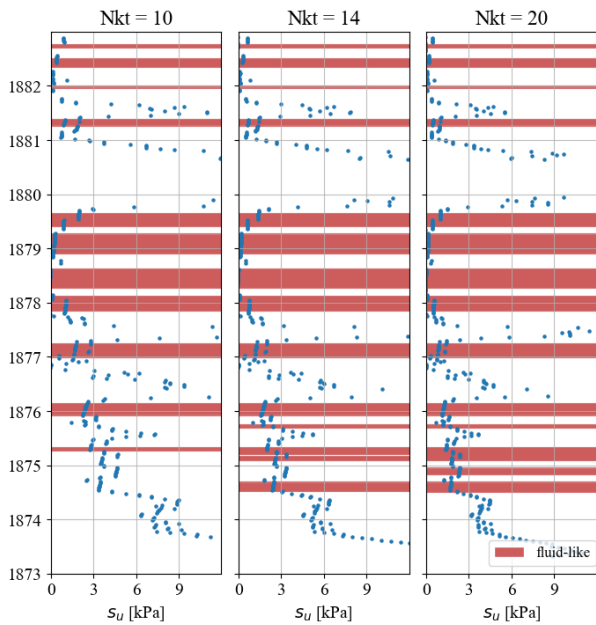 Nkt = 10 Nkt = 14 Nkt = 20
1882
1881
1880
1879
1878
1877
1876
1875
1874
1873
fluid-like
0 3 6 9 0 3 6 9 0 3 6 9
s_u [kPa] s_u [kPa] s_u [kPa]